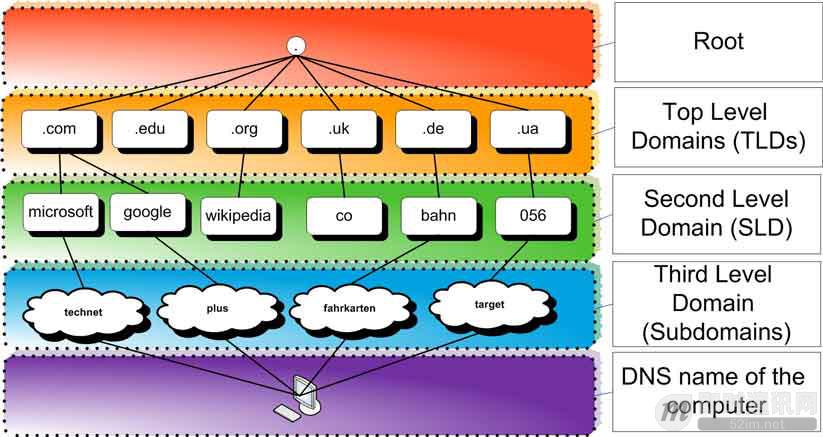 .
Root
.com
.edu
.org
.uk
.de
.ua
Top Level
Domains (TLDs)
microsoft
google
wikipedia
co
bahn
056
Second Level
Domain (SLD)
technet
plus
fahrkarten
target
Third Level
Domain
(Subdomains)
DNS name of the
computer
52im.net